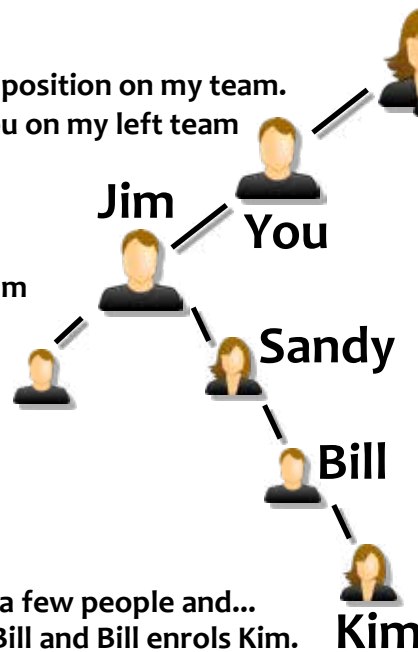 position on my team.
ou on my left team
Jim
You
m
Sandy
Bill
a few people and...
Bill and Bill enrols Kim.
Kim